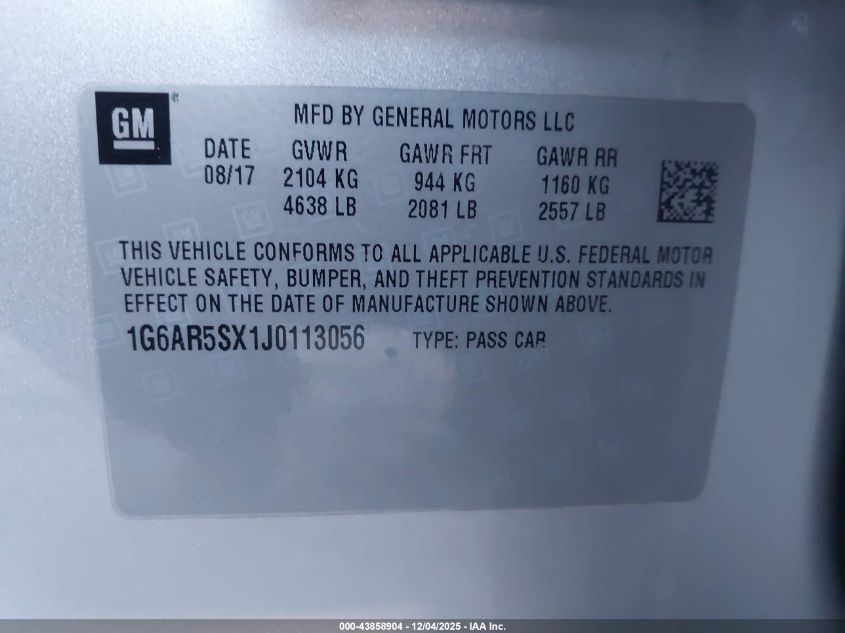 GM®
MFD BY GENERAL MOTORS LLC
DATE GVWR GAWR FRT GAWR RR
08/17 2104 KG 944 KG 1160 KG
4638 LB 2081 LB 2557 LB
THIS VEHICLE CONFORMS TO ALL APPLICABLE U.S. FEDERAL MOTOR
VEHICLE SAFETY, BUMPER, AND THEFT PREVENTION STANDARDS IN
EFFECT ON THE DATE OF MANUFACTURE SHOWN ABOVE.
1G6AR5SX1J0113056 TYPE: PASS CAR
000-43858904 - 12/04/2025 - IAA Inc.